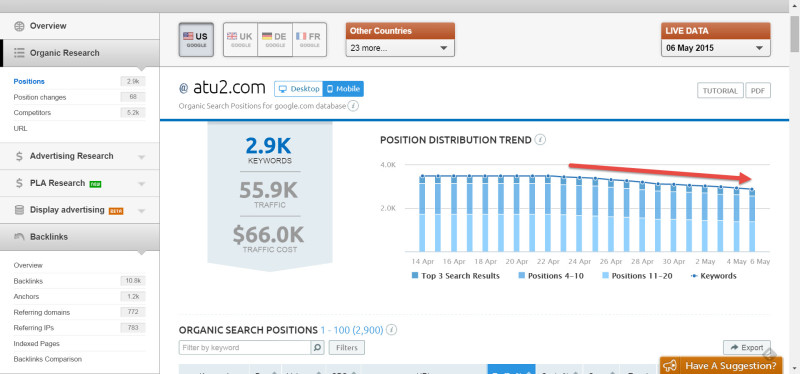 Overview
Organic Research
Positions 2.9k
Position changes 68
Competitors 5.2k
URL
Advertising Research
PLA Research NEW
Display advertising BETA
Backlinks
Overview
Backlinks 10.8k
Anchors 1.2k
Referring domains 772
Referring IPs 783
Indexed Pages
Backlinks Comparison
US GOOGLE
UK GOOGLE
DE GOOGLE
FR GOOGLE
Other Countries
23 more...
LIVE DATA
06 May 2015
@ atu2.com
Desktop
Mobile
TUTORIAL
PDF
Organic Search Positions for google.com database
2.9K
KEYWORDS
55.9K
TRAFFIC
$66.0K
TRAFFIC COST
POSITION DISTRIBUTION TREND
4.0K
2.0K
14 Apr 16 Apr 18 Apr 20 Apr 22 Apr 24 Apr 26 Apr 28 Apr 30 Apr 2 May 4 May 6 May
Top 3 Search Results Positions 4-10 Positions 11-20 Keywords
ORGANIC SEARCH POSITIONS 1 - 100 (2,900)
Filter by keyword
Filters
Export
Have A Suggestion?